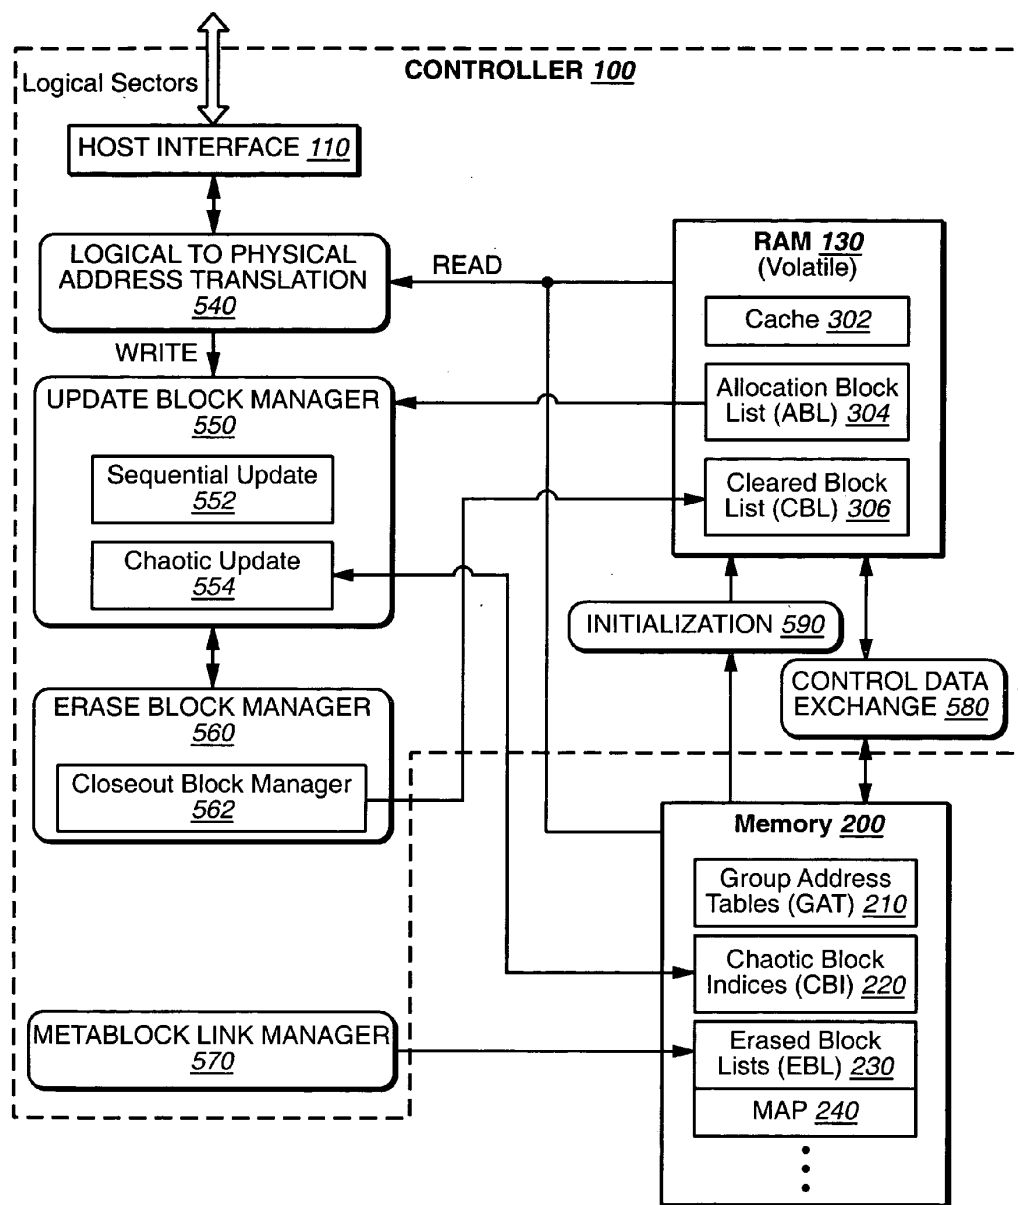 CONTROLLER 100
Logical Sectors
HOST INTERFACE 110
LOGICAL TO PHYSICAL
ADDRESS TRANSLATION
540
READ
WRITE
UPDATE BLOCK MANAGER
550
Sequential Update
552
Chaotic Update
554
ERASE BLOCK MANAGER
560
Closeout Block Manager
562
METABLOCK LINK MANAGER
570
RAM 130
(Volatile)
Cache 302
Allocation Block
List (ABL) 304
Cleared Block
List (CBL) 306
INITIALIZATION 590
CONTROL DATA
EXCHANGE 580
Memory 200
Group Address
Tables (GAT) 210
Chaotic Block
Indices (CBI) 220
Erased Block
Lists (EBL) 230
MAP 240